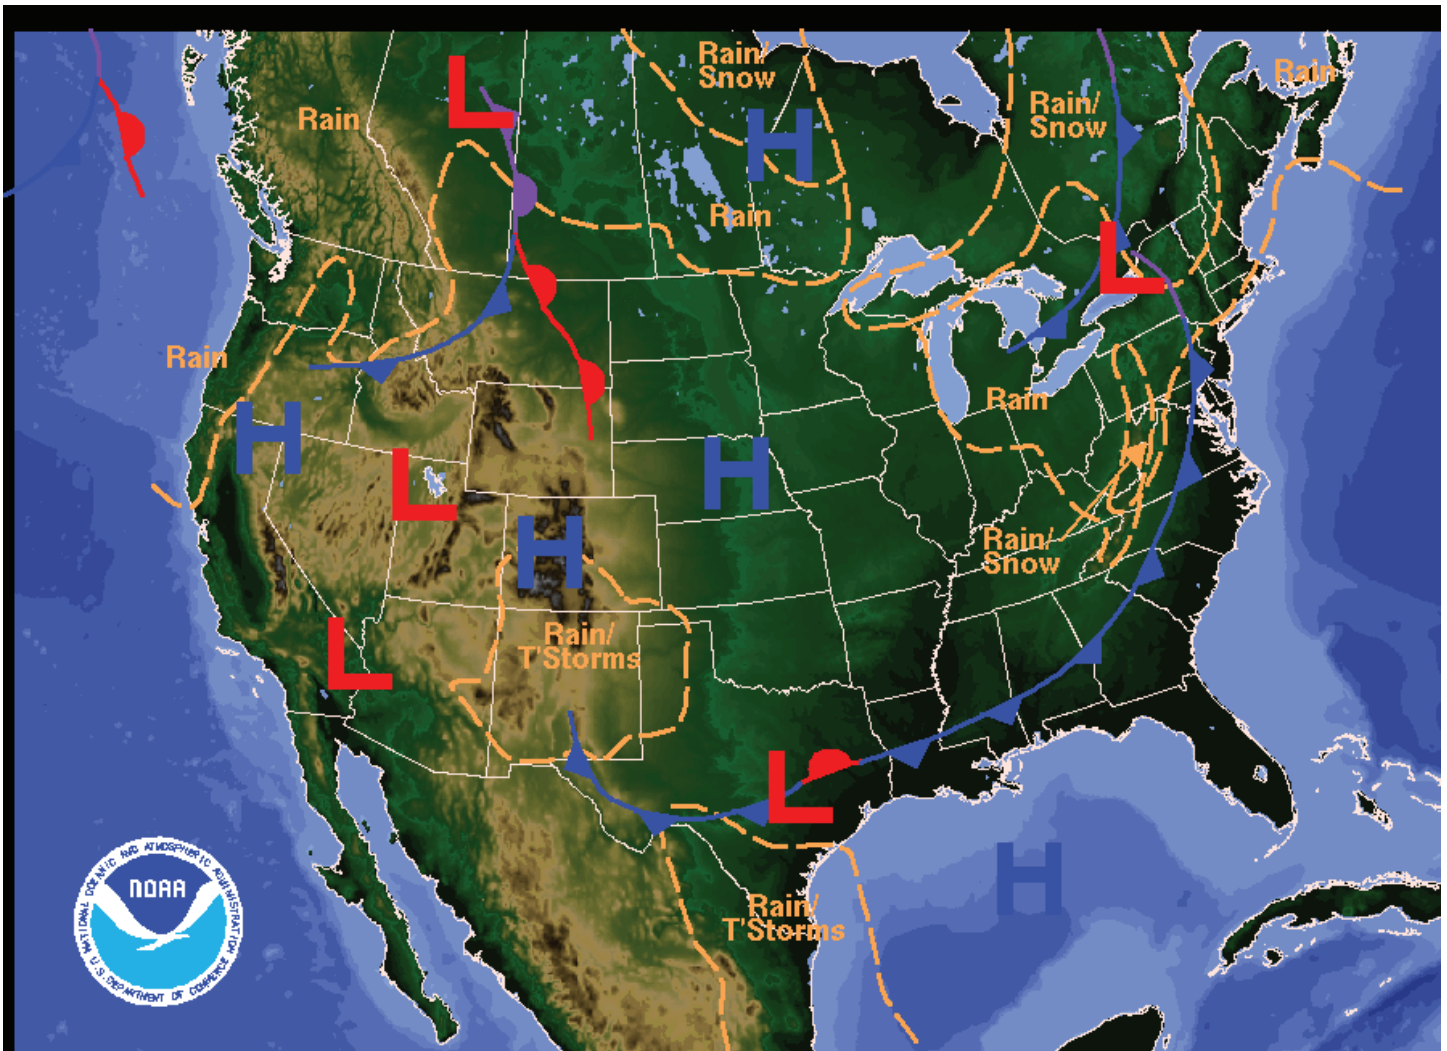 Rain/
Snow
Rain
Rain/
Snow
Rain
L
H
Rain
L
Rain
Rain
H
H
L
H
Rain/
Snow
Rain/
T'Storms
L
L
H
Rain/
T'Storms
NATIONAL OCEANIC AND ATMOSPHERIC ADMINISTRATION
NOAA
U.S. DEPARTMENT OF COMMERCE